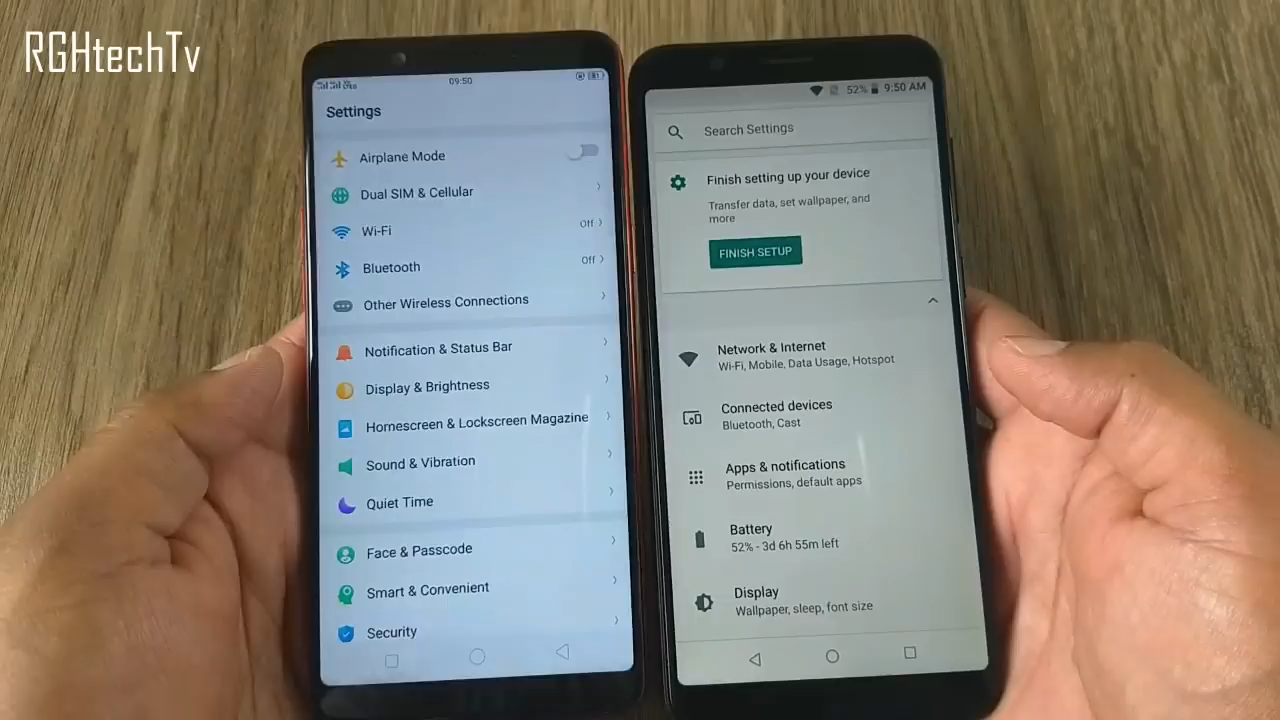 RGHtechTv
09:50
Settings
Airplane Mode
Dual SIM & Cellular
Wi-Fi
Off
Bluetooth
Off
Other Wireless Connections
Notification & Status Bar
Display & Brightness
Homescreen & Lockscreen Magazine
Sound & Vibration
Quiet Time
Face & Passcode
Smart & Convenient
Security
52% 9:50 AM
Search Settings
Finish setting up your device
Transfer data, set wallpaper, and
more
FINISH SETUP
Network & Internet
Wi-Fi, Mobile, Data Usage, Hotspot
Connected devices
Bluetooth, Cast
Apps & notifications
Permissions, default apps
Battery
52% - 3d 6h 55m left
Display
Wallpaper, sleep, font size